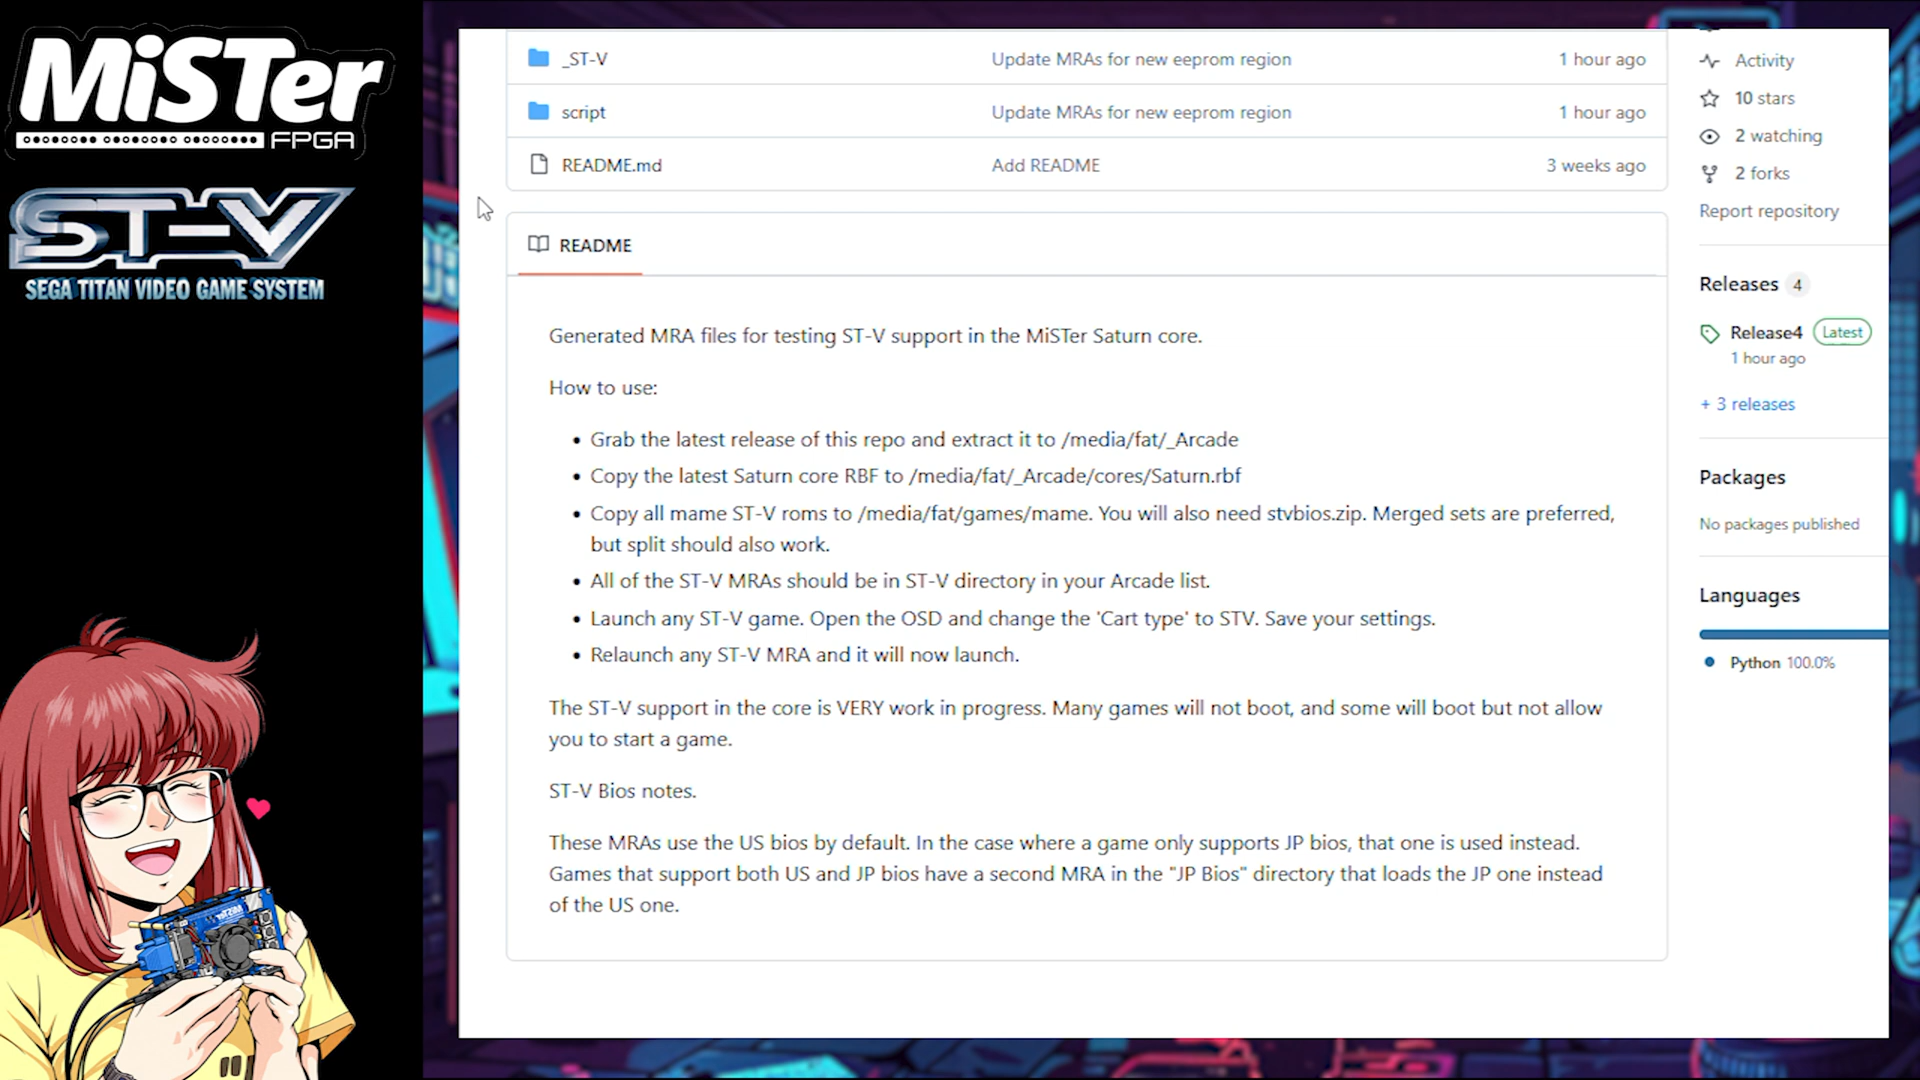 MiSTer
FPGA
ST-V
SEGA TITAN VIDEO GAME SYSTEM
_ST-V Update MRAs for new eeprom region 1 hour ago
script Update MRAs for new eeprom region 1 hour ago
README.md Add README 3 weeks ago
README
Generated MRA files for testing ST-V support in the MiSTer Saturn core.
How to use:
• Grab the latest release of this repo and extract it to /media/fat/_Arcade
• Copy the latest Saturn core RBF to /media/fat/_Arcade/cores/Saturn.rbf
• Copy all mame ST-V roms to /media/fat/games/mame. You will also need stvbios.zip. Merged sets are preferred,
but split should also work.
• All of the ST-V MRAs should be in ST-V directory in your Arcade list.
• Launch any ST-V game. Open the OSD and change the 'Cart type' to STV. Save your settings.
• Relaunch any ST-V MRA and it will now launch.
The ST-V support in the core is VERY work in progress. Many games will not boot, and some will boot but not allow
you to start a game.
ST-V Bios notes.
These MRAs use the US bios by default. In the case where a game only supports JP bios, that one is used instead.
Games that support both US and JP bios have a second MRA in the "JP Bios" directory that loads the JP one instead
of the US one.
Activity
10 stars
2 watching
2 forks
Report repository
Releases 4
Release4 Latest
1 hour ago
+ 3 releases
Packages
No packages published
Languages
Python 100.0%